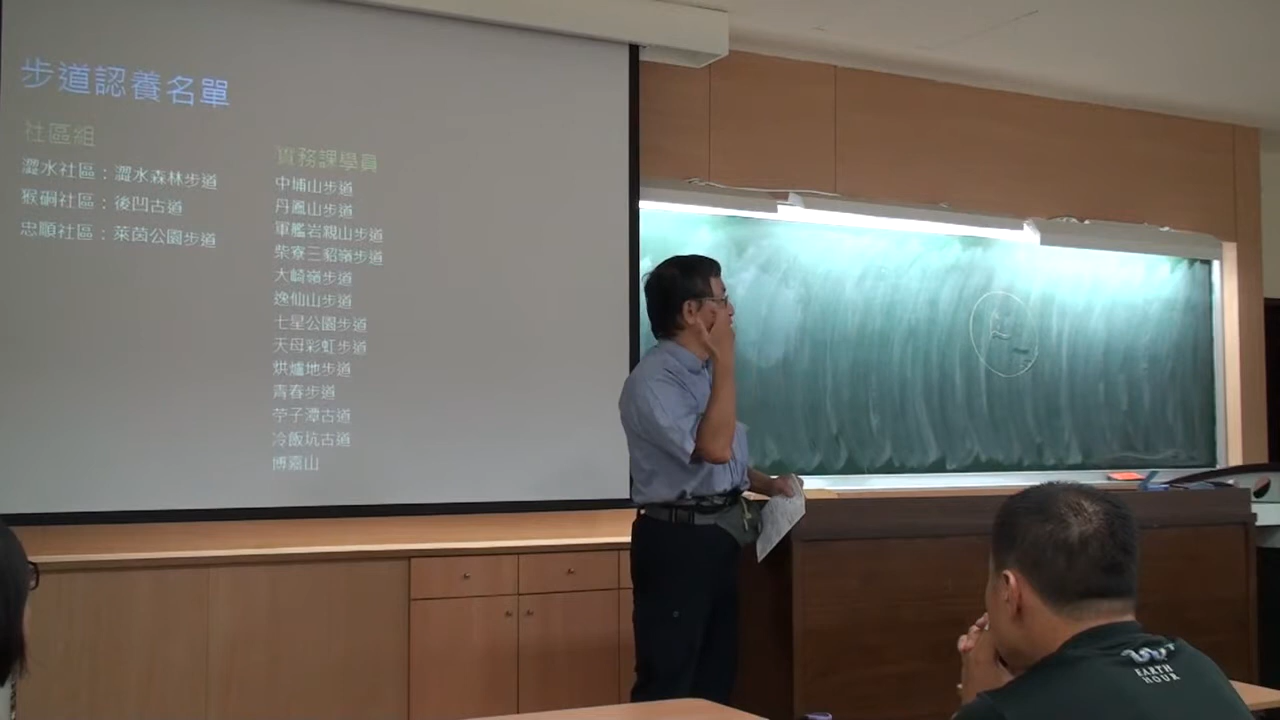 步道認養名單
社區組
澀水社區：澀水森林步道
猴硐社區：後凹古道
忠順社區：萊茵公園步道
實務課學員
中埔山步道
丹鳳山步道
軍艦岩親山步道
柴寮三貂嶺步道
大崎嶺步道
逸仙山步道
七星公園步道
天母彩虹步道
烘爐地步道
青春步道
苧子潭古道
冷飯坑古道
博嘉山
EARTH
HOUR